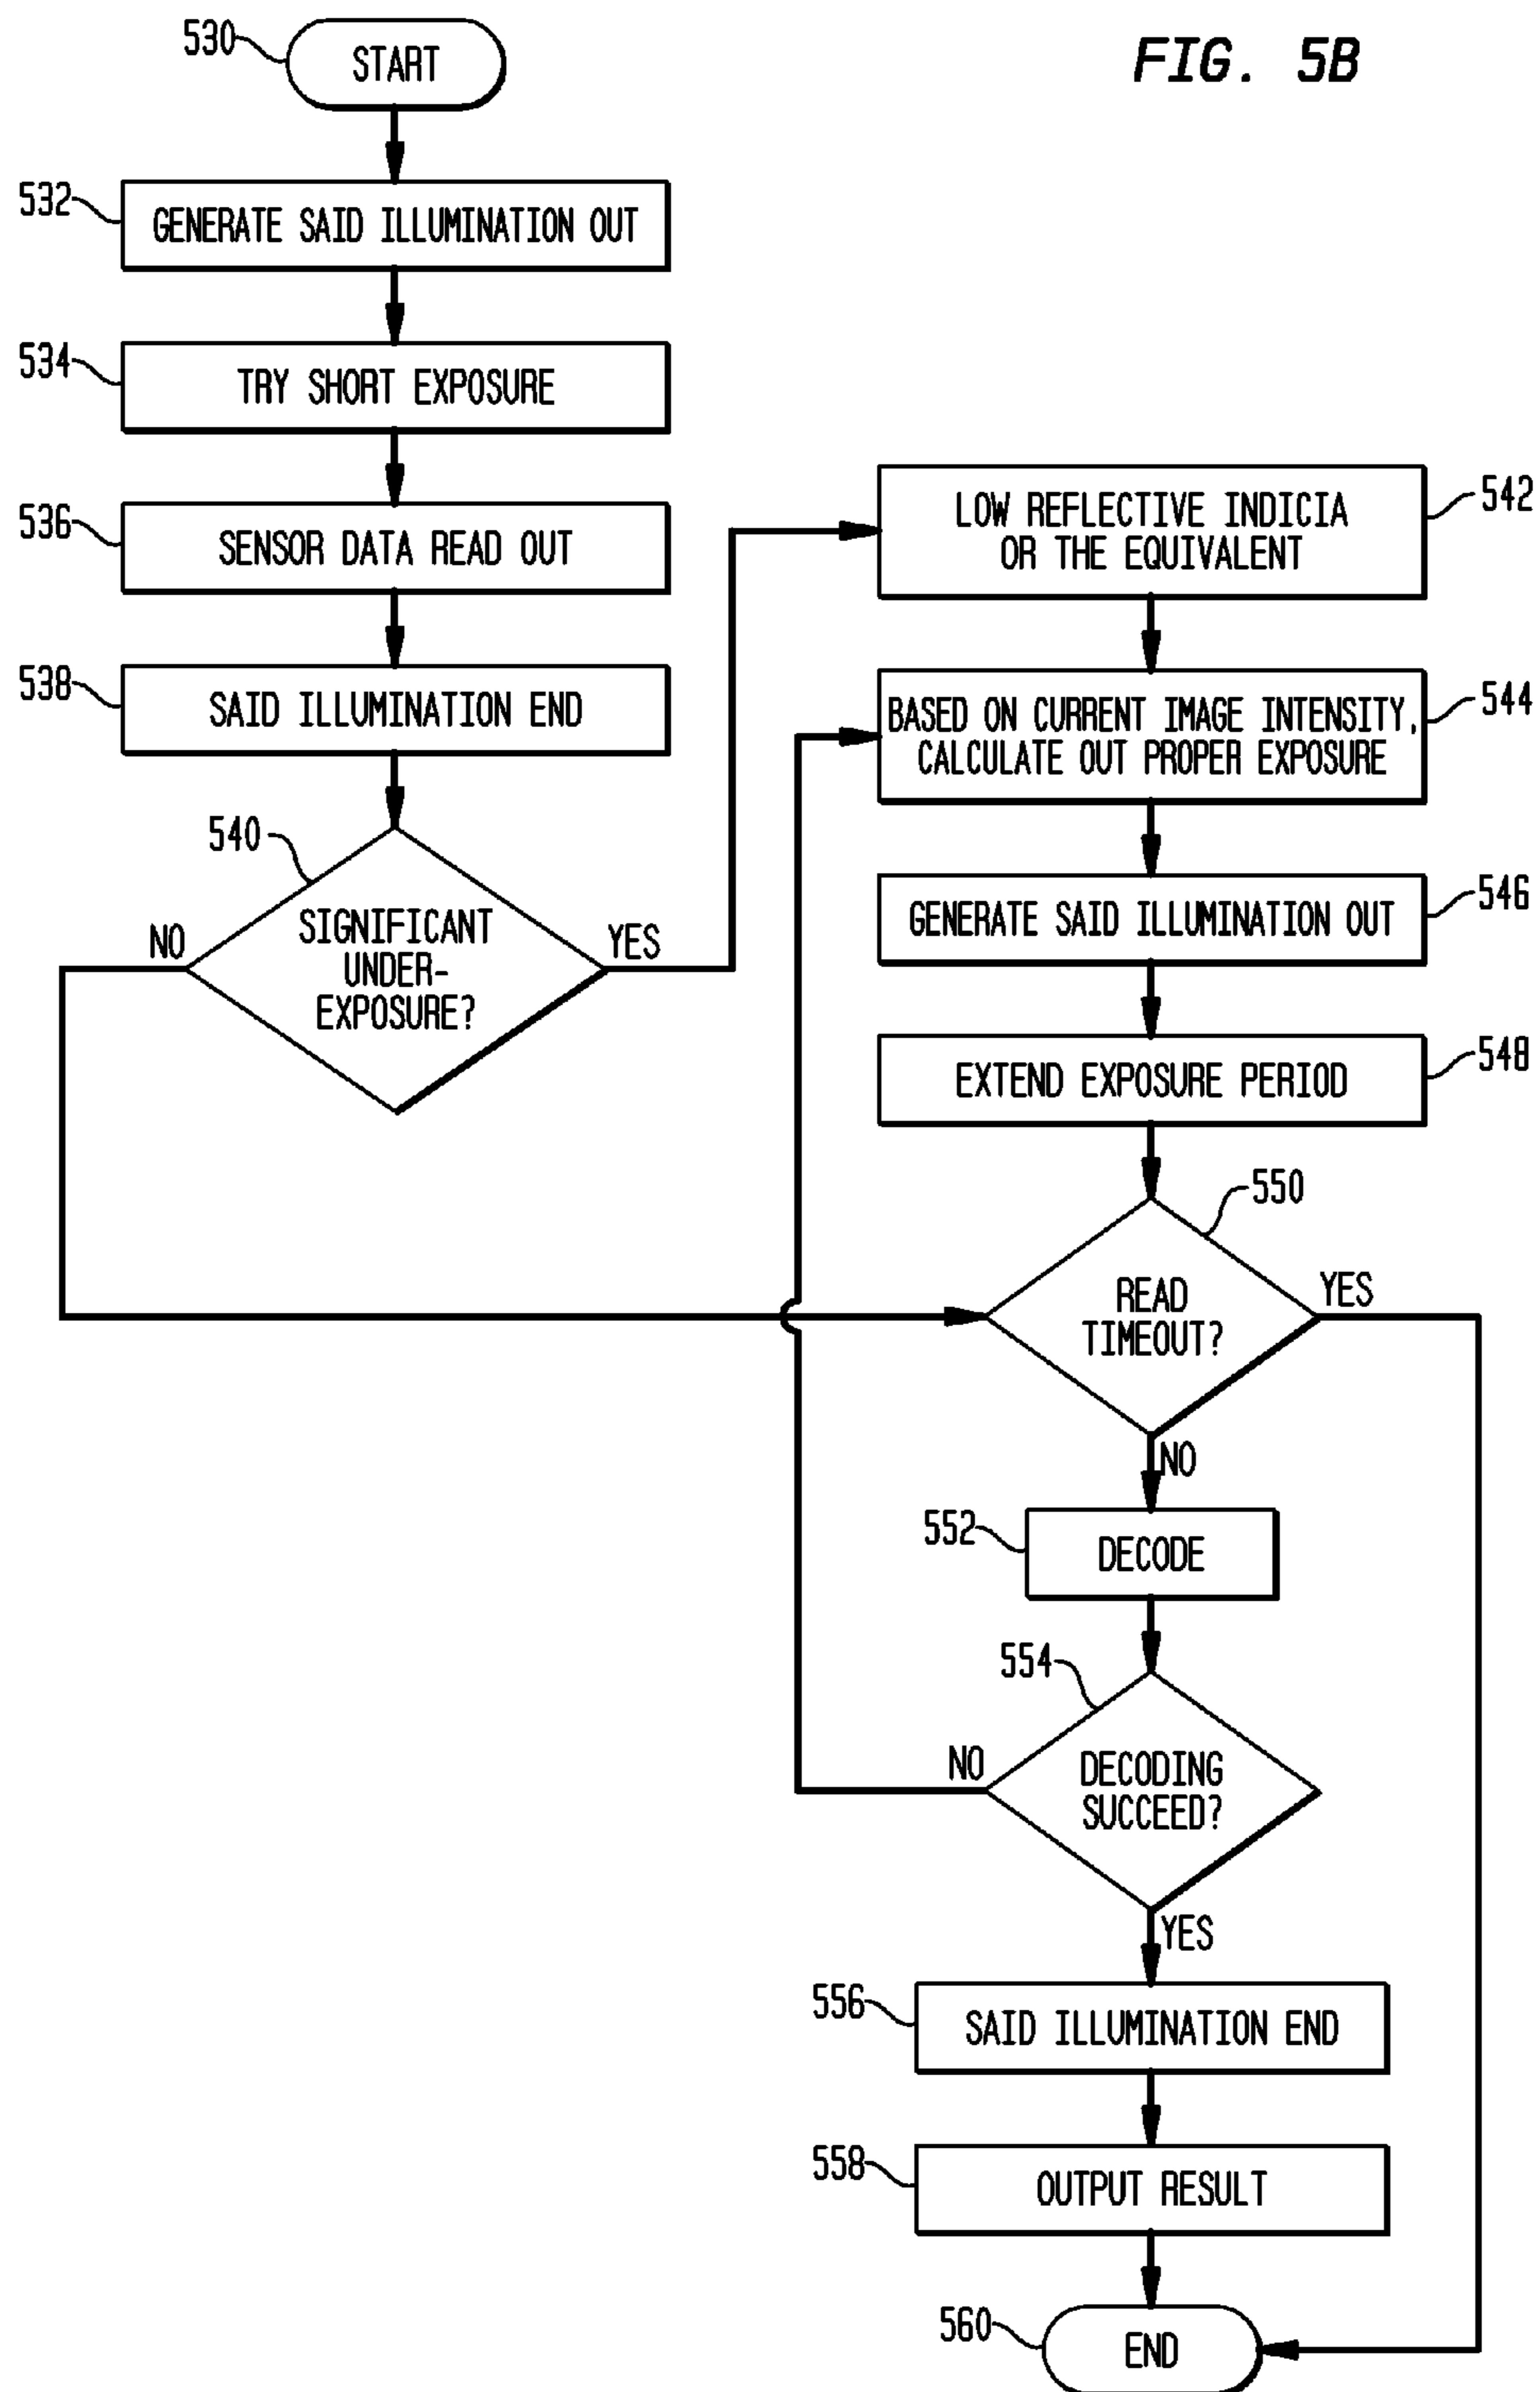 FIG. 5B
530
START
532
GENERATE SAID ILLUMINATION OUT
534
TRY SHORT EXPOSURE
536
SENSOR DATA READ OUT
538
SAID ILLUMINATION END
540
SIGNIFICANT
UNDER-
EXPOSURE?
NO
YES
542
LOW REFLECTIVE INDICIA
OR THE EQUIVALENT
544
BASED ON CURRENT IMAGE INTENSITY,
CALCULATE OUT PROPER EXPOSURE
546
GENERATE SAID ILLUMINATION OUT
548
EXTEND EXPOSURE PERIOD
550
READ
TIMEOUT?
YES
NO
552
DECODE
554
DECODING
SUCCEED?
NO
YES
556
SAID ILLUMINATION END
558
OUTPUT RESULT
560
END